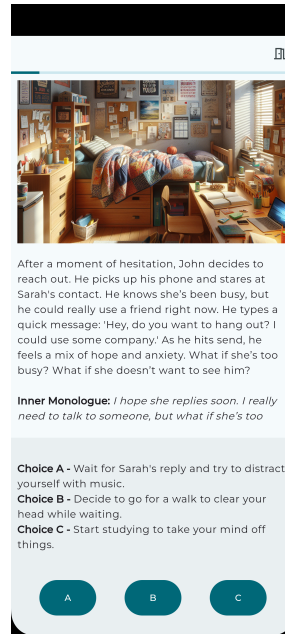 After a moment of hesitation, John decides to
reach out. He picks up his phone and stares at
Sarah's contact. He knows she's been busy, but
he could really use a friend right now. He types a
quick message: 'Hey, do you want to hang out? I
could use some company.' As he hits send, he
feels a mix of hope and anxiety. What if she's too
busy? What if she doesn't want to see him?
Inner Monologue: I hope she replies soon. I really
need to talk to someone, but what if she's too
Choice A - Wait for Sarah's reply and try to distract
yourself with music.
Choice B - Decide to go for a walk to clear your
head while waiting.
Choice C - Start studying to take your mind off
things.
A
B
C